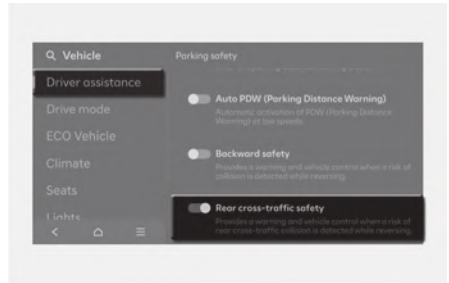 Vehicle
Parking safety
Driver assistance
Auto PDW (Parking Distance Warning)
Automatic activation of PDW (Parking Distance
Warning) at low speeds.
Drive mode
ECO Vehicle
Backward safety
Provides a warning and vehicle control when a risk of
collision is detected while reversing.
Climate
Seats
Rear cross-traffic safety
Provides a warning and vehicle control when a risk of
rear cross-traffic collision is detected while reversing.
Lights